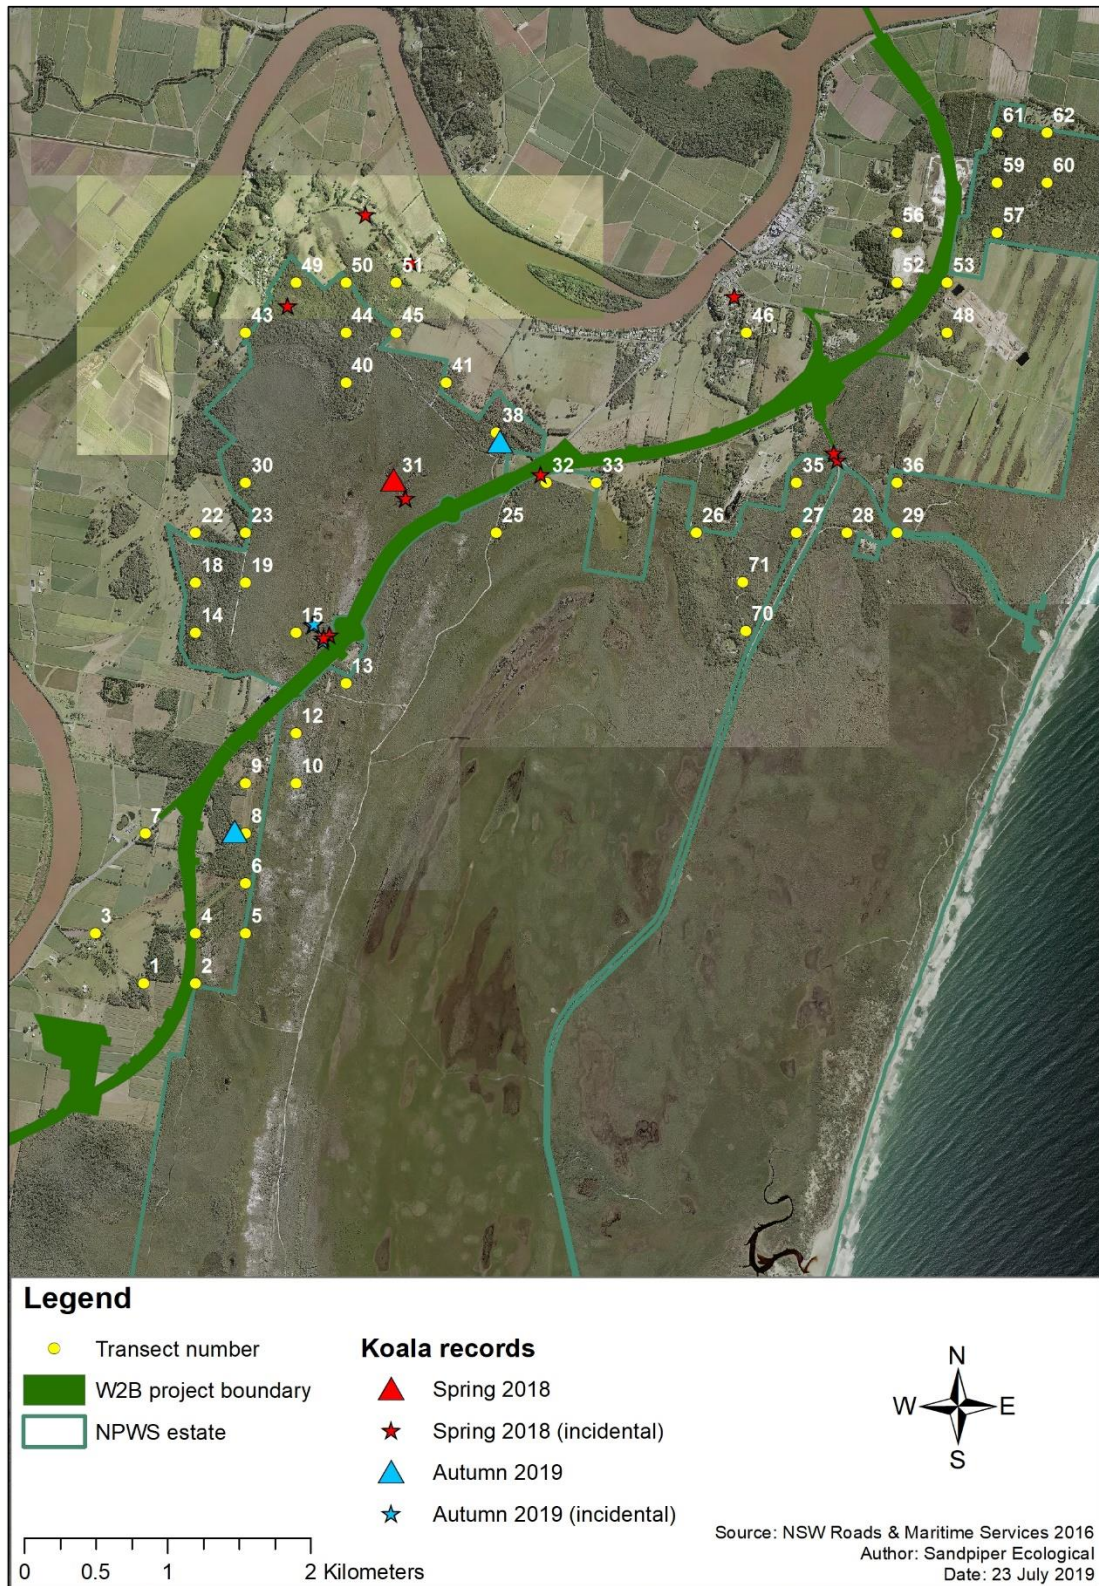 61 62
59 60
56 57
49 50 51 52 53
43 44 45 46 48
40 41
38
30 31 32 33 35 36
22 23 25 26 27 28 29
18 19 71
14 15 70
13
12
9 10
7 8
6
3 4 5
1 2
Legend
Transect number
W2B project boundary
NPWS estate
Koala records
Spring 2018
Spring 2018 (incidental)
Autumn 2019
Autumn 2019 (incidental)
N
W E
S
0 0.5 1 2 Kilometers
Source: NSW Roads & Maritime Services 2016
Author: Sandpiper Ecological
Date: 23 July 2019